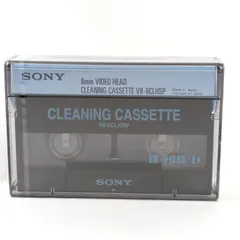 SONY
8mm VIDEO HEAD
CLEANING CASSETTE V8-6CLHSP
CLEANING CASSETTE
V8-6CLHSP
SONY